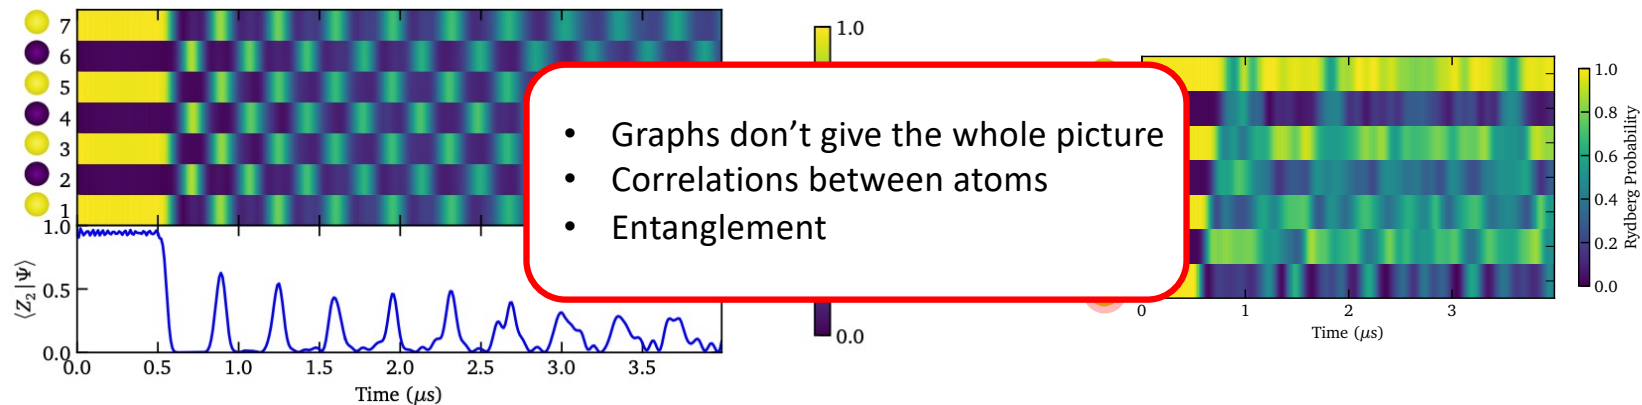 7
6
5
4
3
2
1
1.0
0.5
0.0
⟨Z₂|Ψ⟩
0.0 0.5 1.0 1.5 2.0 2.5 3.0 3.5
Time (μs)
1.0
0.0
• Graphs don’t give the whole picture
• Correlations between atoms
• Entanglement
0 1 2 3
Time (μs)
1.0
0.8
0.6
0.4
0.2
0.0
Rydberg Probability